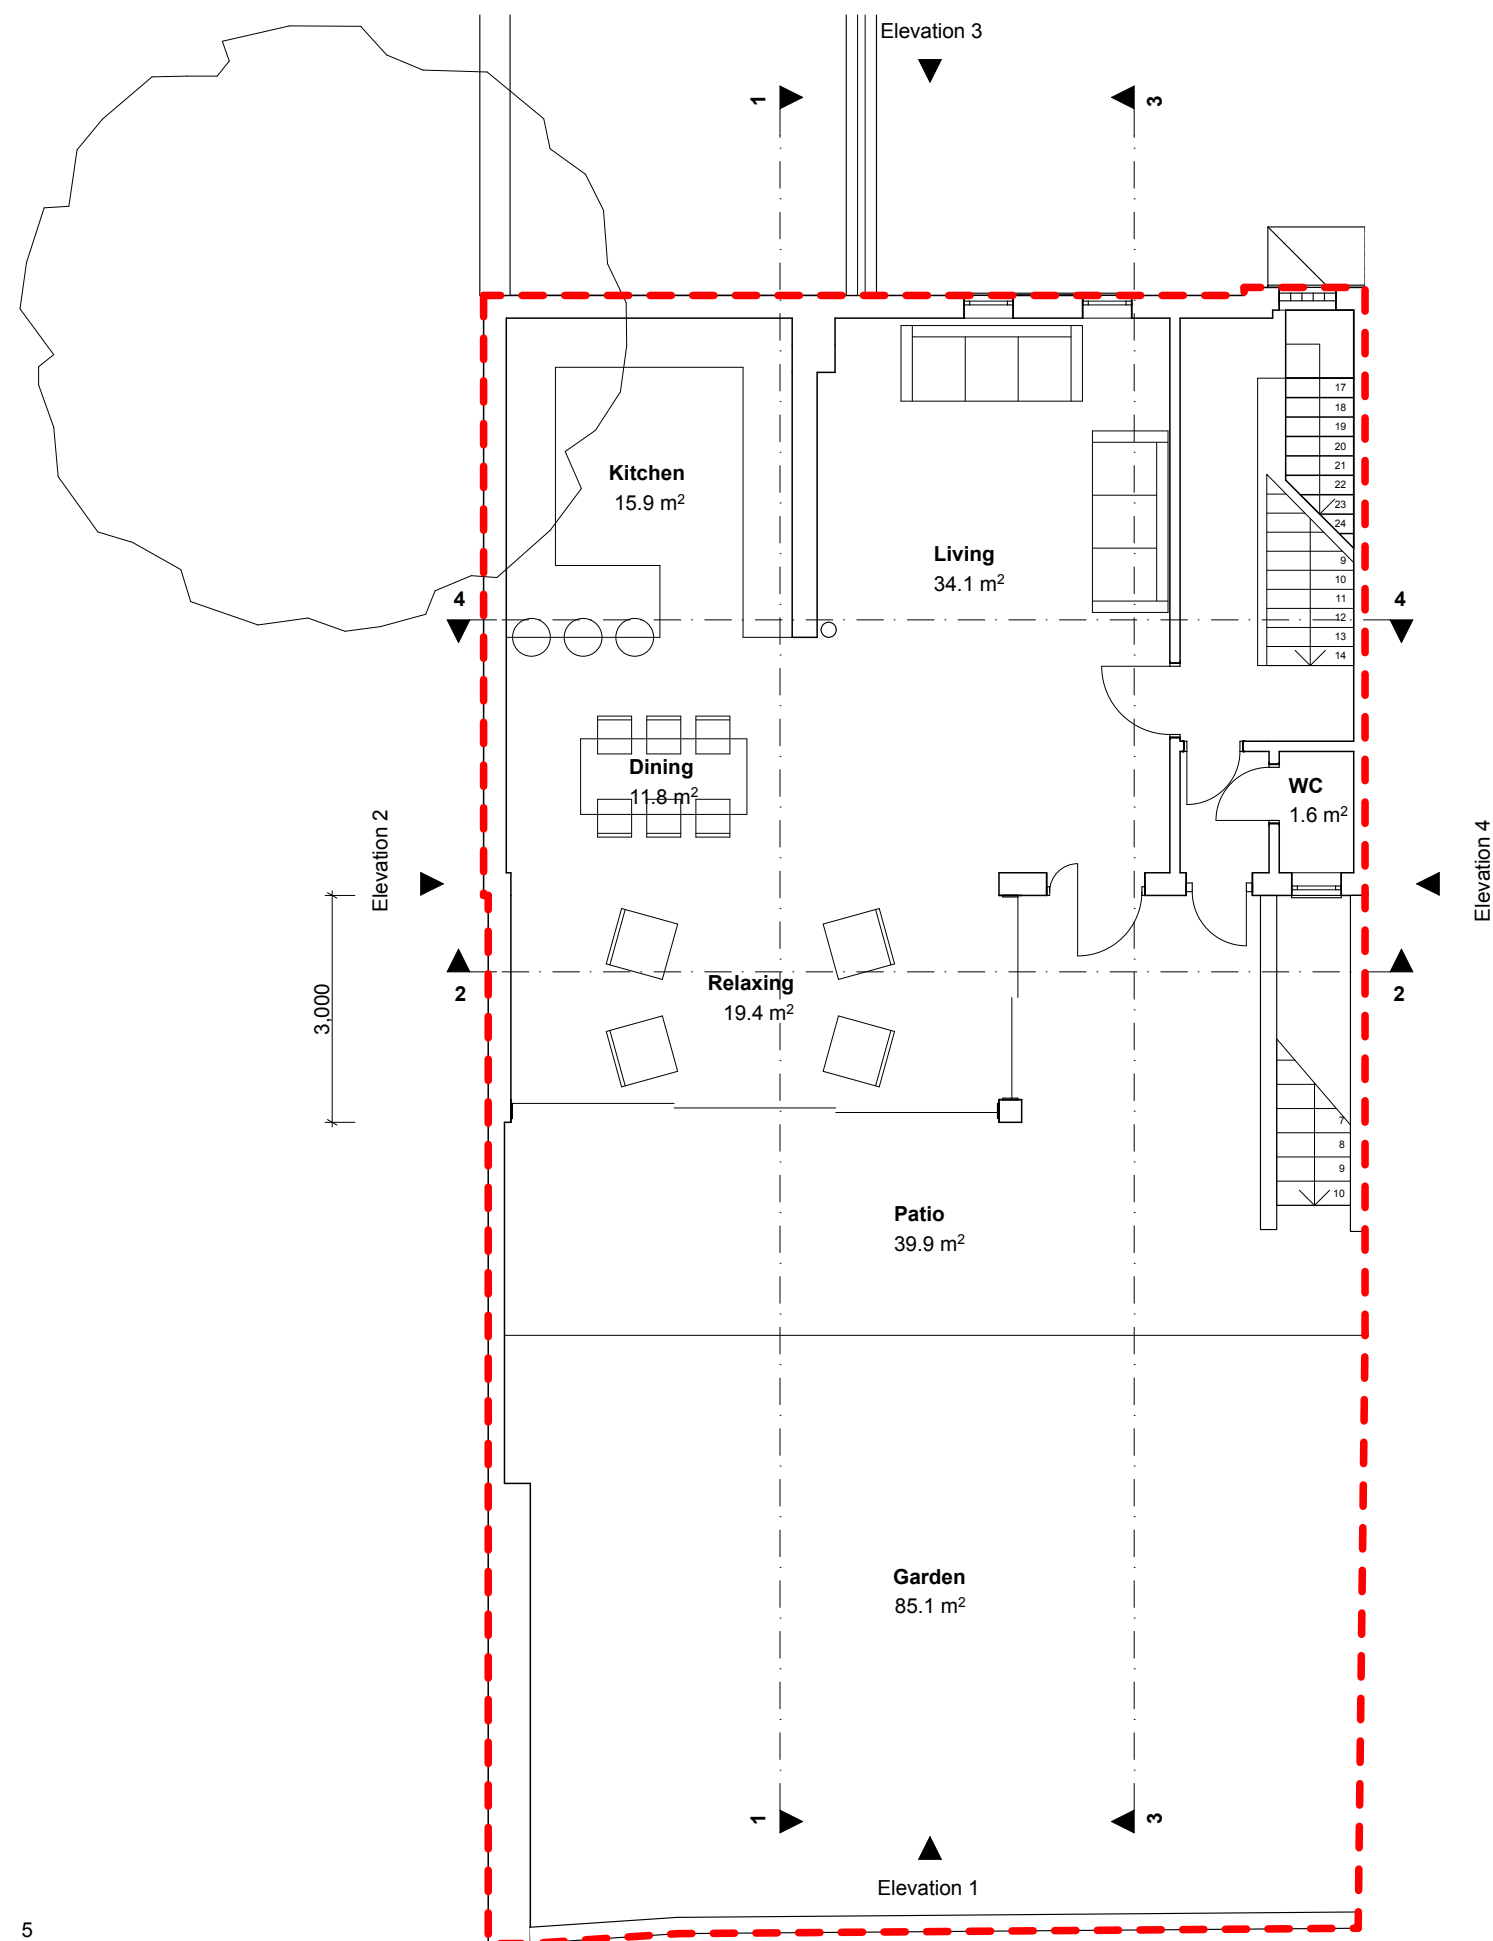 Elevation 3
1
3
17
18
19
20
21
22
23
24
Kitchen
15.9 m²
Living
34.1 m²
9
10
11
12
13
14
4
4
Dining
11.8 m²
WC
1.6 m²
Elevation 2
Elevation 4
Relaxing
19.4 m²
2
2
3,000
7
8
9
10
Patio
39.9 m²
Garden
85.1 m²
1
3
Elevation 1
5